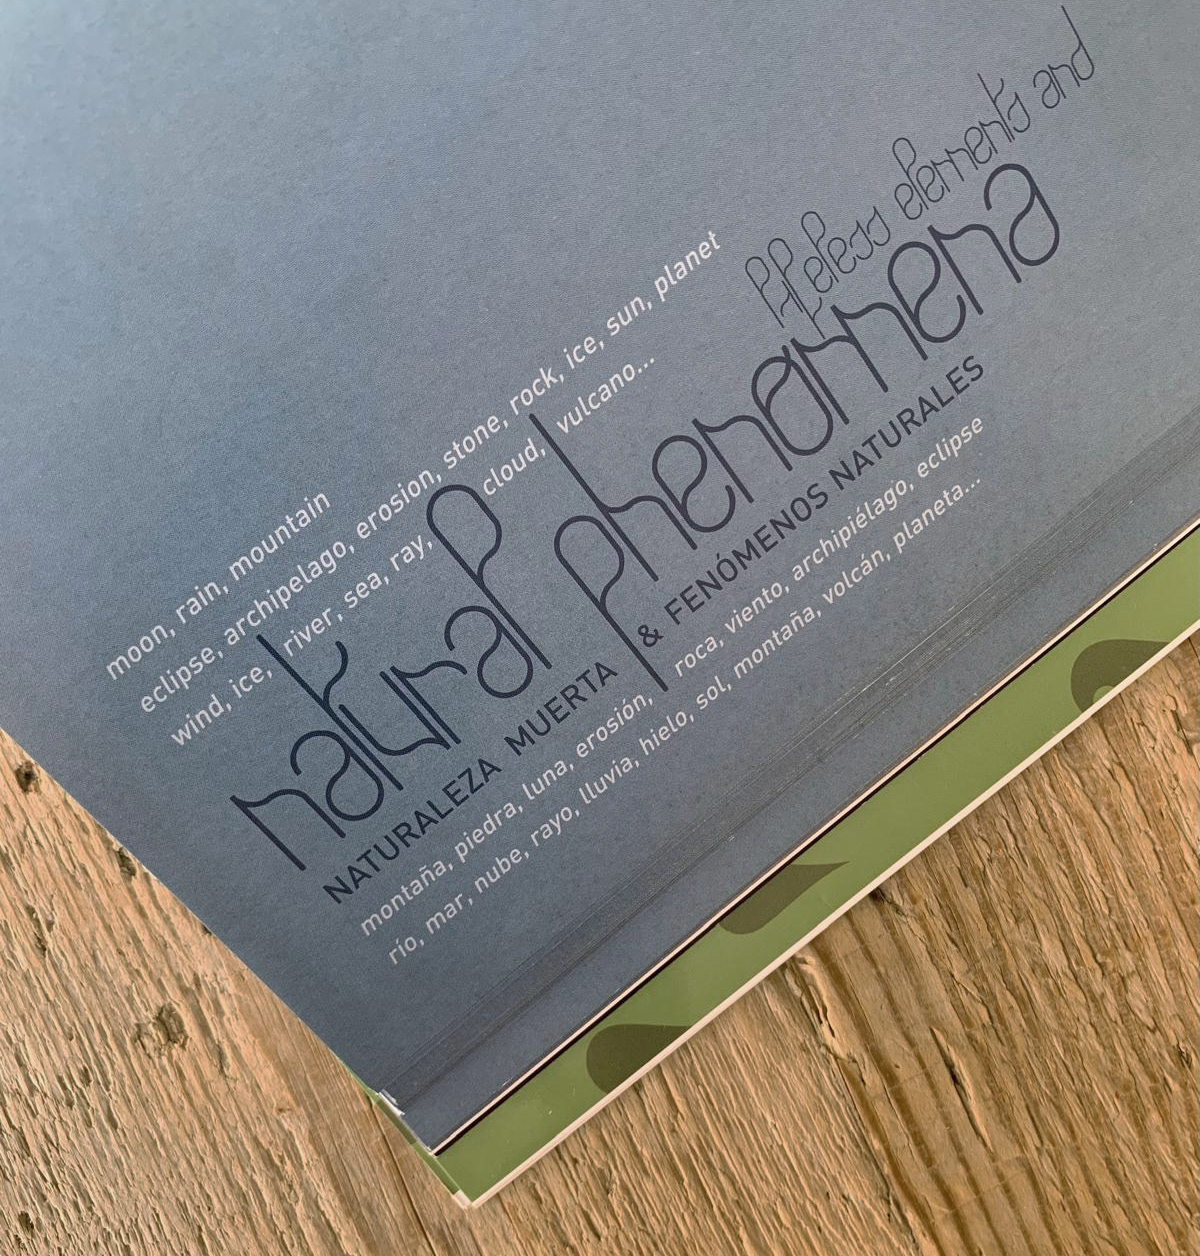 lifeless elements and
moon, rain, mountain
eclipse, archipelago, erosion, stone, rock, ice, sun, planet
wind, ice, river, sea, ray, cloud, vulcano...
natural phenomena
NATURALEZA MUERTA & FENÓMENOS NATURALES
montaña, piedra, luna, erosión, roca, viento, archipiélago, eclipse
río, mar, nube, rayo, lluvia, hielo, sol, montaña, volcán, planeta...